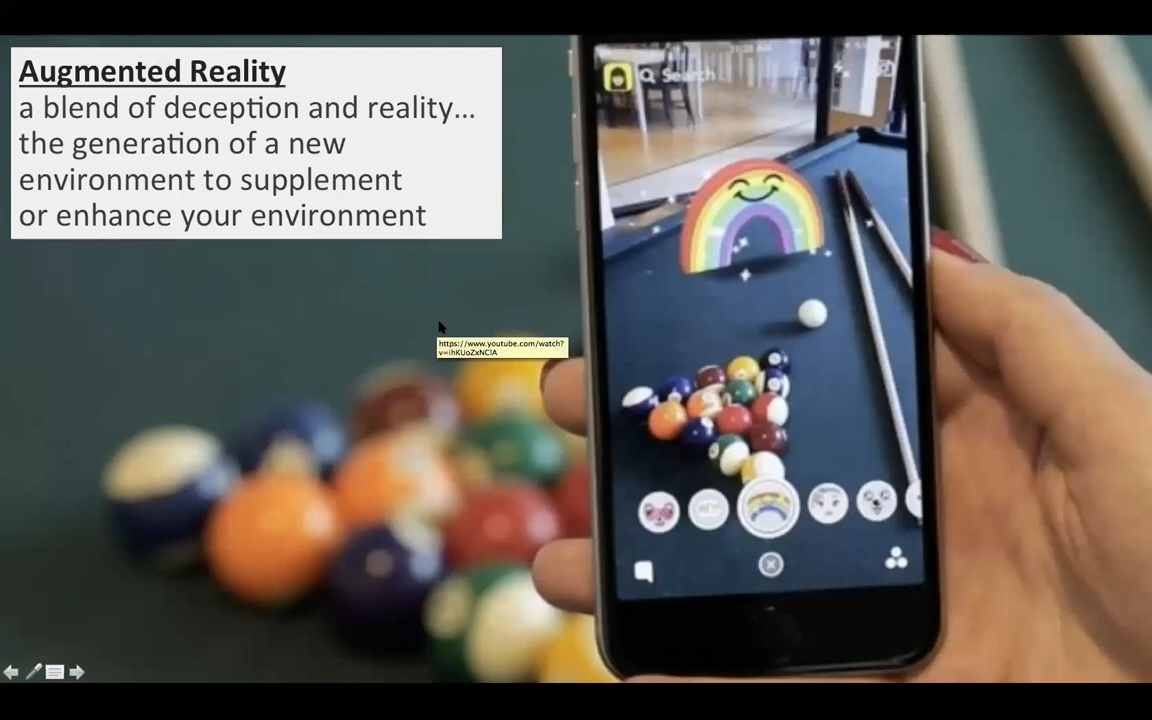 Augmented Reality
a blend of deception and reality...
the generation of a new
environment to supplement
or enhance your environment
Search
https://www.youtube.com/watch?
v=ihKUoZxNClA